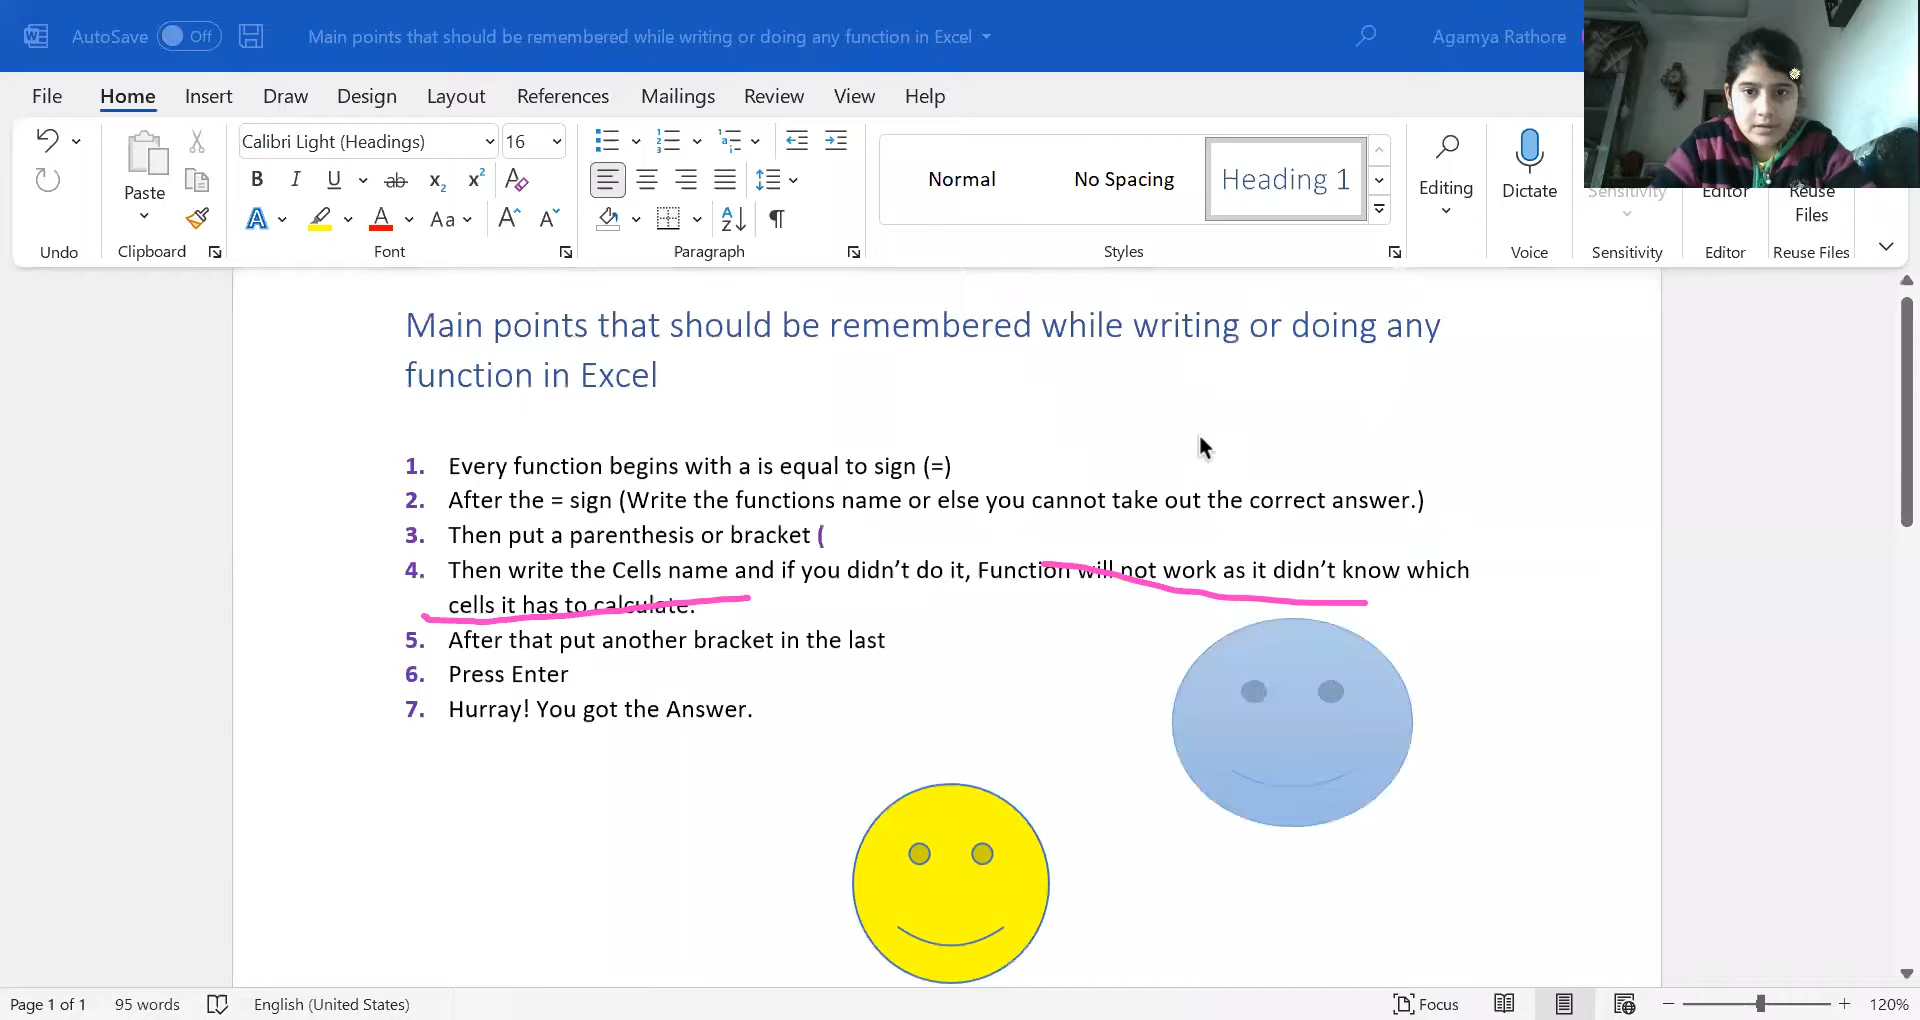 AutoSave Off Main points that should be remembered while writing or doing any function in Excel Agamya Rathore
File Home Insert Draw Design Layout References Mailings Review View Help
Calibri Light (Headings) 16
Paste
B I U ab x₂ x² A
A A Aa A A
Normal No Spacing Heading 1
Editing Dictate Sensitivity Editor Reuse Files
Undo Clipboard Font Paragraph Styles Voice Sensitivity Editor Reuse Files
Main points that should be remembered while writing or doing any
function in Excel
1. Every function begins with a is equal to sign (=)
2. After the = sign (Write the functions name or else you cannot take out the correct answer.)
3. Then put a parenthesis or bracket (
4. Then write the Cells name and if you didn’t do it, Function will not work as it didn’t know which
cells it has to calculate.
5. After that put another bracket in the last
6. Press Enter
7. Hurray! You got the Answer.
Page 1 of 1 95 words English (United States) Focus 120%